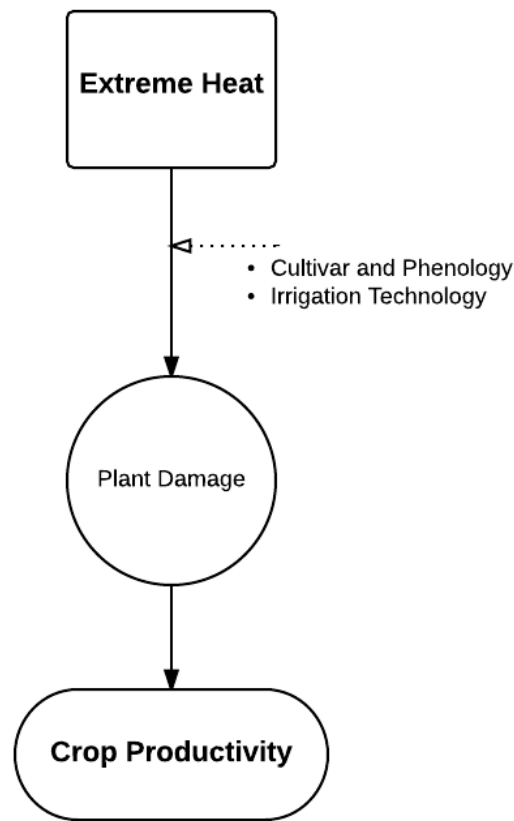 Extreme Heat
• Cultivar and Phenology
• Irrigation Technology
Plant Damage
Crop Productivity